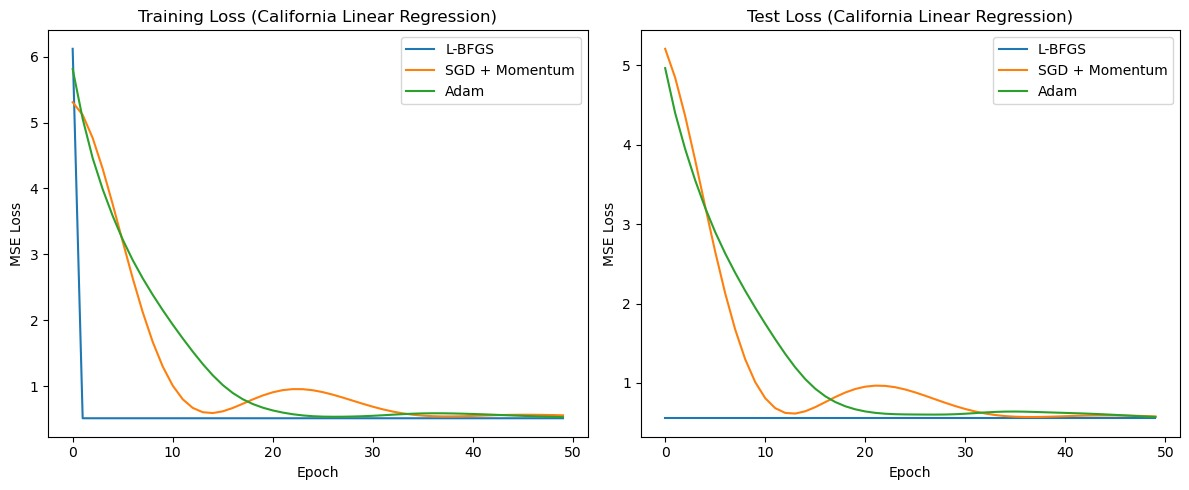 Training Loss (California Linear Regression)
L-BFGS
SGD + Momentum
Adam
6
5
4
3
2
1
MSE Loss
0
10
20
30
40
50
Epoch
Test Loss (California Linear Regression)
L-BFGS
SGD + Momentum
Adam
5
4
3
2
1
MSE Loss
0
10
20
30
40
50
Epoch